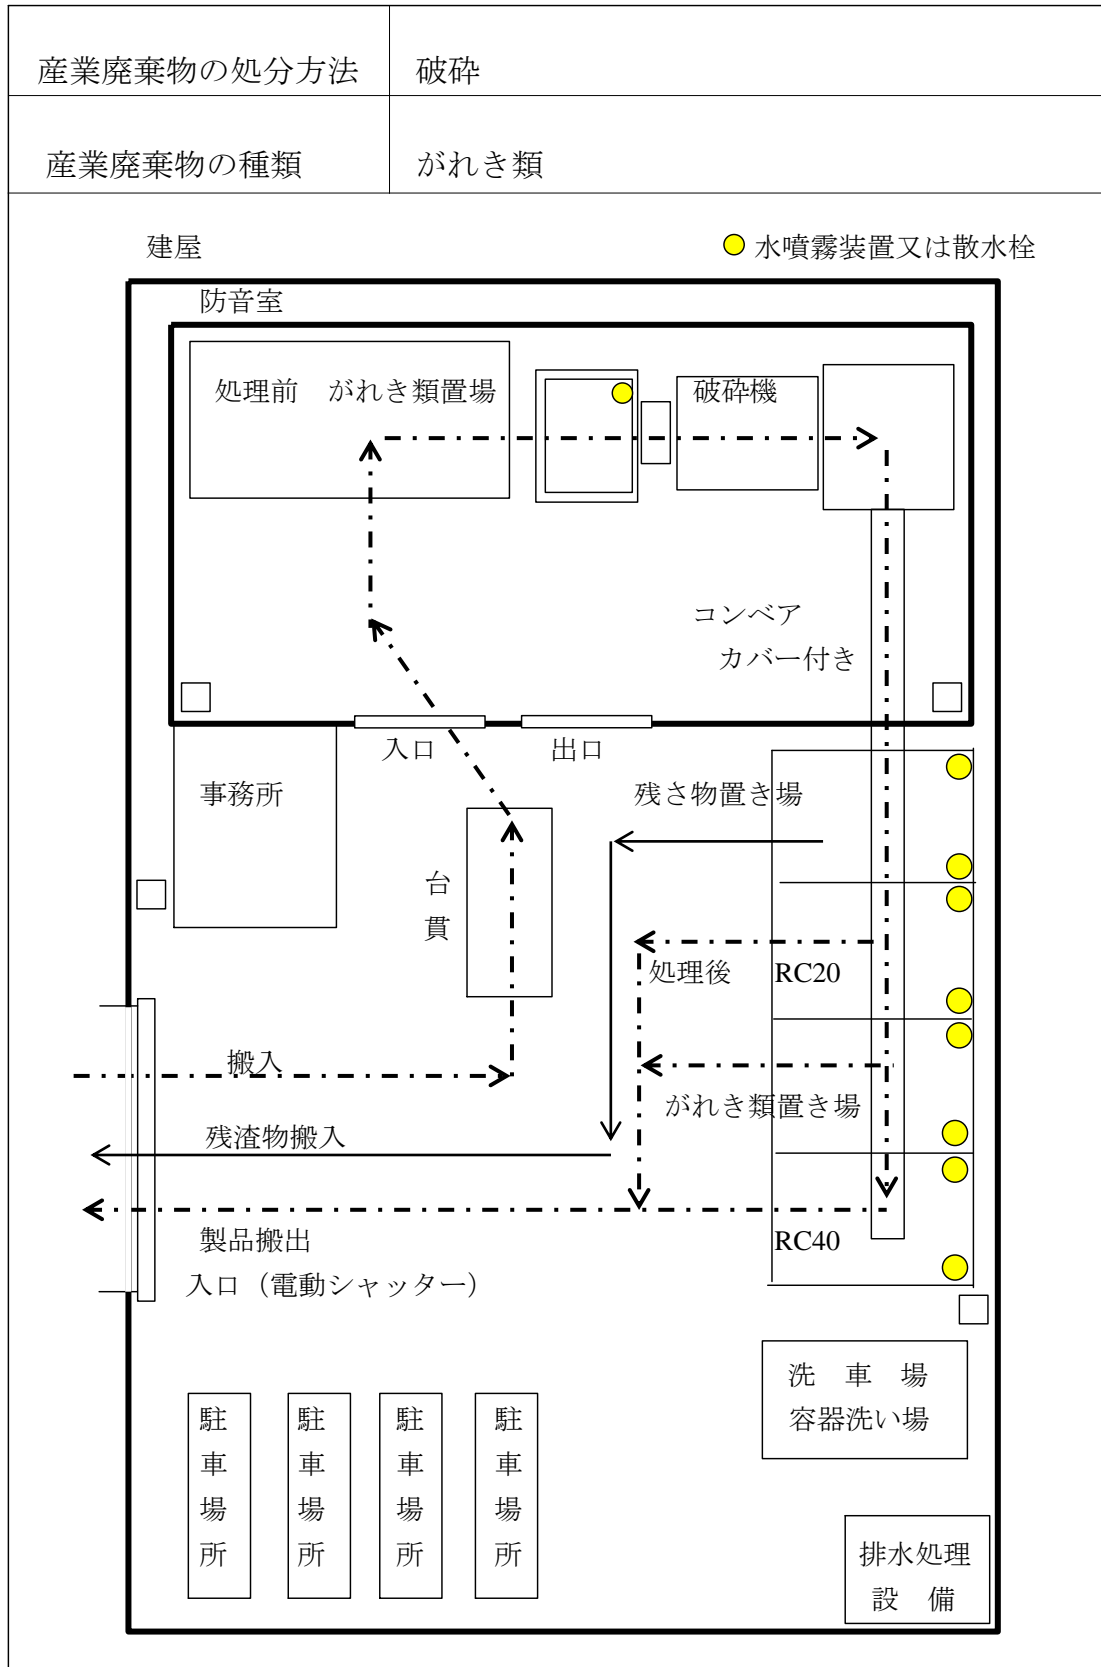 産業廃棄物の処分方法
破砕
産業廃棄物の種類
がれき類
建屋
水噴霧装置又は散水栓
防音室
処理前　がれき類置場
破砕機
コンベア
カバー付き
入口
出口
事務所
残さ物置き場
台貫
処理後
RC20
搬入
がれき類置き場
残渣物搬入
製品搬出
RC40
入口（電動シャッター）
洗　車　場
容器洗い場
駐車場所
駐車場所
駐車場所
駐車場所
排水処理
設　備